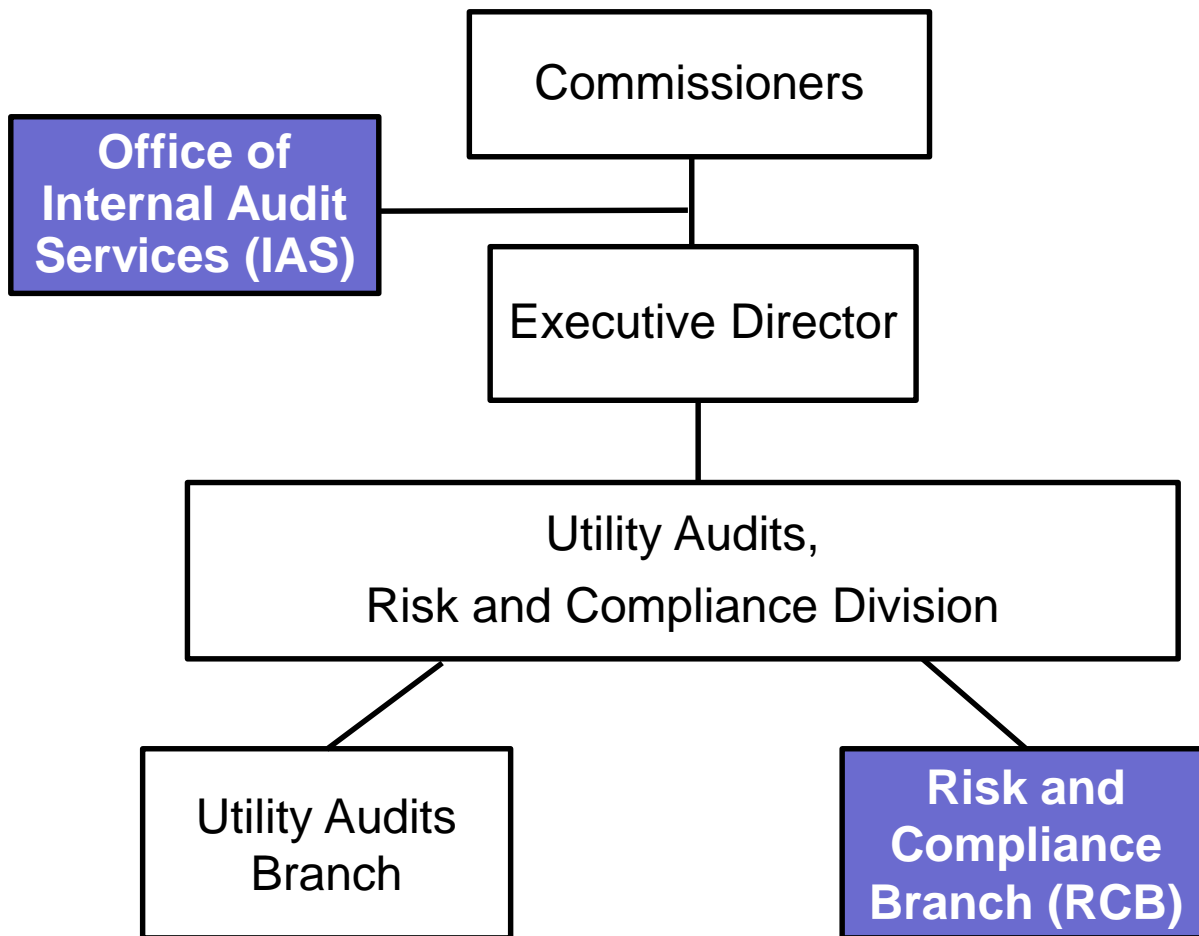 Commissioners
Office of
Internal Audit
Services (IAS)
Executive Director
Utility Audits,
Risk and Compliance Division
Utility Audits
Branch
Risk and
Compliance
Branch (RCB)